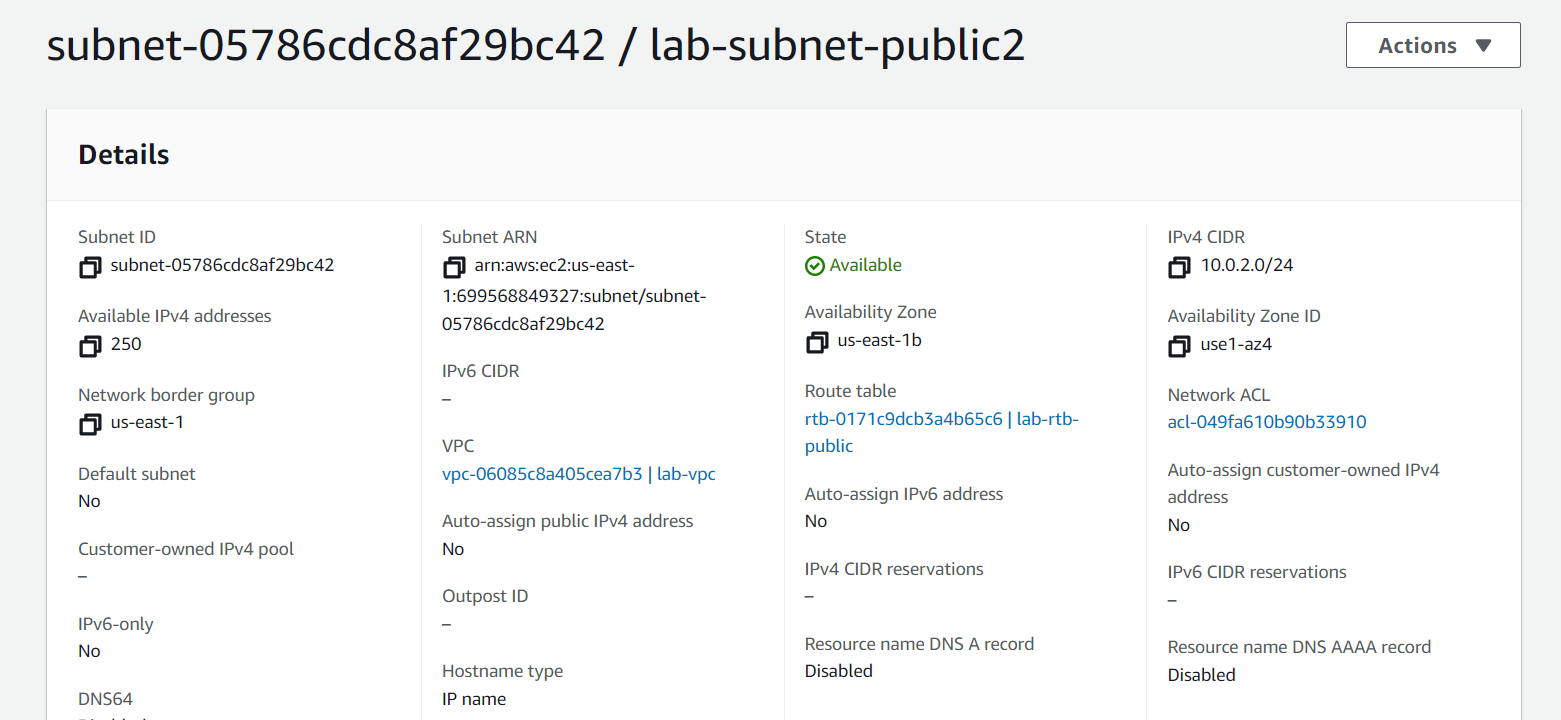 subnet-05786cdc8af29bc42 / lab-subnet-public2
Actions
Details
Subnet ID
subnet-05786cdc8af29bc42
Available IPv4 addresses
250
Network border group
us-east-1
Default subnet
No
Customer-owned IPv4 pool
–
IPv6-only
No
DNS64
Subnet ARN
arn:aws:ec2:us-east-
1:699568849327:subnet/subnet-
05786cdc8af29bc42
IPv6 CIDR
–
VPC
vpc-06085c8a405cea7b3 | lab-vpc
Auto-assign public IPv4 address
No
Outpost ID
–
Hostname type
IP name
State
Available
Availability Zone
us-east-1b
Route table
rtb-0171c9dcb3a4b65c6 | lab-rtb-
public
Auto-assign IPv6 address
No
IPv4 CIDR reservations
–
Resource name DNS A record
Disabled
IPv4 CIDR
10.0.2.0/24
Availability Zone ID
use1-az4
Network ACL
acl-049fa610b90b33910
Auto-assign customer-owned IPv4
address
No
IPv6 CIDR reservations
–
Resource name DNS AAAA record
Disabled